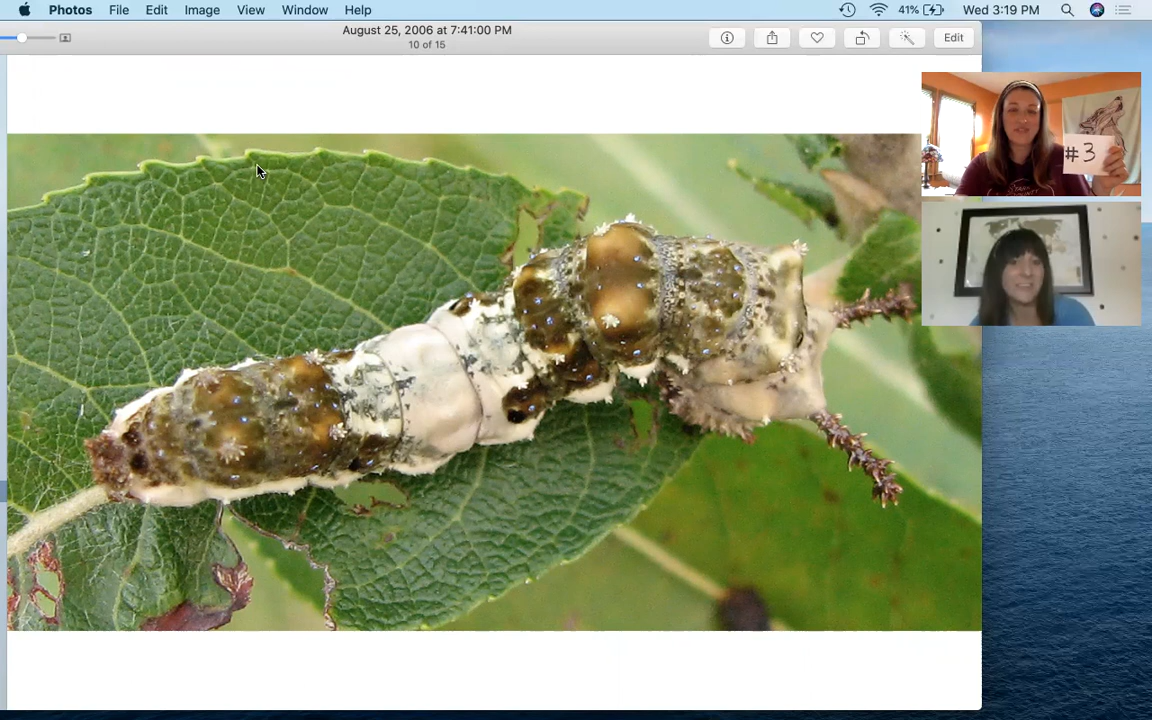 Photos File Edit Image View Window Help 41% Wed 3:19 PM
August 25, 2006 at 7:41:00 PM
10 of 15
Edit
#3